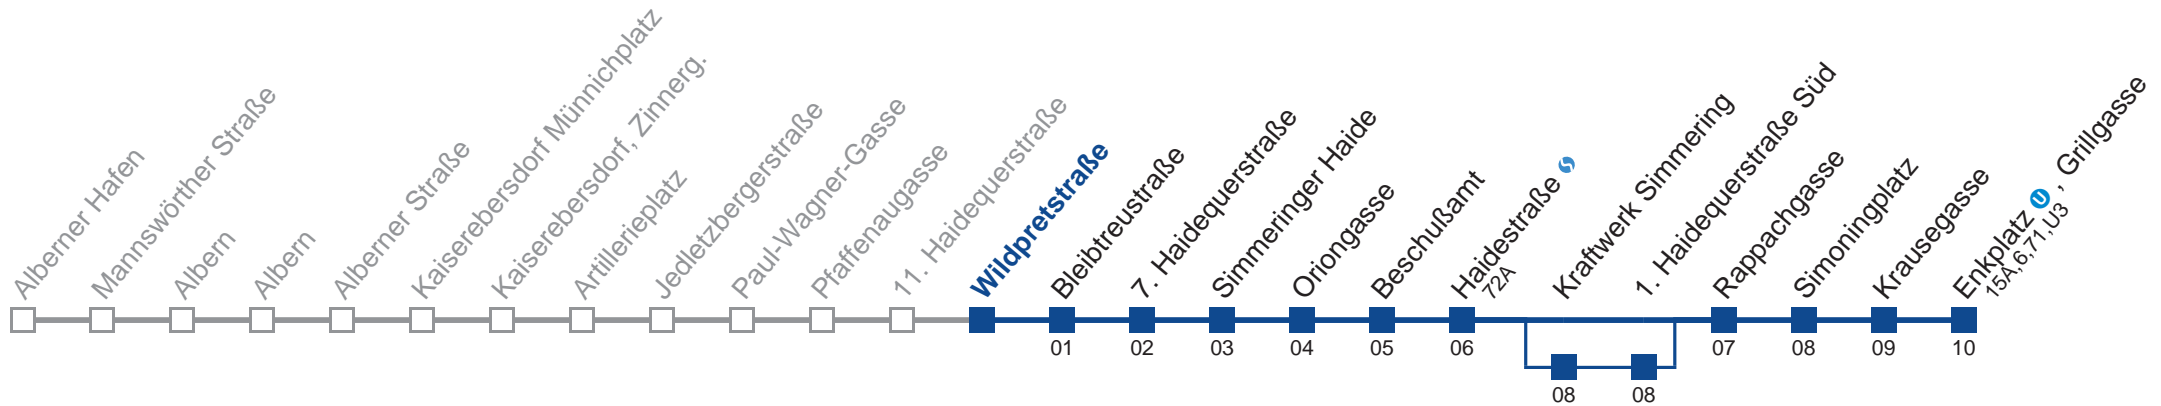 Alberner Hafen
Mannswörther Straße
Albern
Albern
Alberner Straße
Kaiserebersdorf Münnichplatz
Kaiserebersdorf, Zinnerg.
Artillerieplatz
Jedletzbergerstraße
Paul-Wagner-Gasse
Pfaffenaugasse
11. Haidequerstraße
Wildpretstraße
Bleibtreustraße
7. Haidequerstraße
Simmeringer Haide
Oriongasse
Beschußamt
Haidestraße S
72A
Kraftwerk Simmering
1. Haidequerstraße Süd
Rappachgasse
Simoningplatz
Krausegasse
Enkplatz U , Grillgasse
15A,6,71,U3
01 02 03 04 05 06 07 08 09 10
08 08